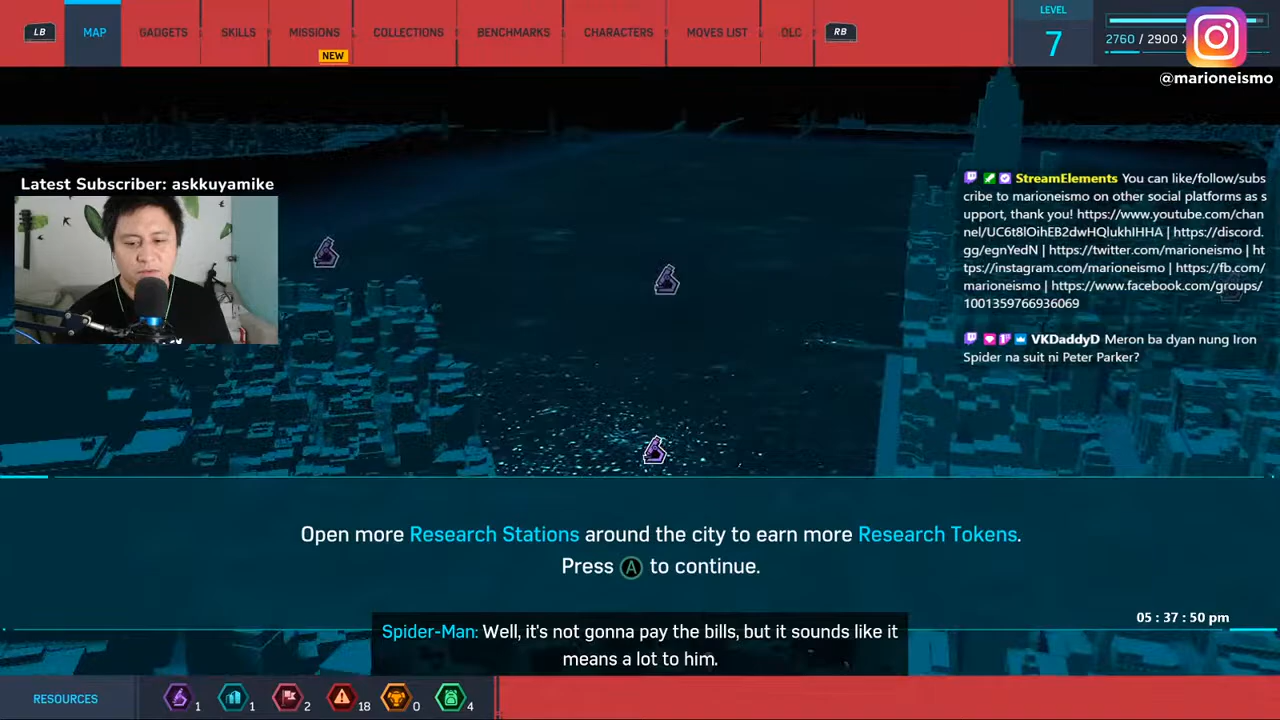 LB
MAP
GADGETS
SKILLS
MISSIONS
NEW
COLLECTIONS
BENCHMARKS
CHARACTERS
MOVES LIST
DLC
RB
LEVEL
7
2760 / 2900
@marioneismo
Latest Subscriber: askkuyamike
StreamElements You can like/follow/subs
cribe to marioneismo on other social platforms as s
upport, thank you! https://www.youtube.com/chan
nel/UC6t8lOihEB2dwHQlukhIHHA | https://discord.
gg/egnYedN | https://twitter.com/marioneismo | ht
tps://instagram.com/marioneismo | https://fb.com/
marioneismo | https://www.facebook.com/groups/
1001359766936069
VKDaddyD Meron ba dyan nung Iron
Spider na suit ni Peter Parker?
Open more Research Stations around the city to earn more Research Tokens.
Press A to continue.
05 : 37 : 50 pm
Spider-Man: Well, it's not gonna pay the bills, but it sounds like it
means a lot to him.
RESOURCES
1
1
2
18
0
4